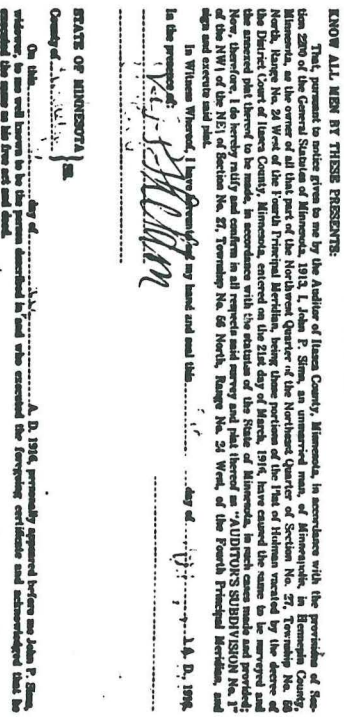 KNOW ALL MEN BY THESE PRESENTS:
That, pursuant to notice given to me by the Auditor of Itasca County, Minnesota, in accordance with the provisions of Sec-
tion 2270 of the General Statutes of Minnesota, 1913, I, John P. Sims, an unmarried man, of Minneapolis, in Hennepin County,
Minnesota, as the owner of all that part of the Northwest Quarter of the Northeast Quarter of Section No. 27, Township No. 56
North, Range No. 24 West of the Fourth Principal Meridian, being those portions of the Plat of Holman vacated by the decree of
the District Court of Itasca County, Minnesota, entered on the 21st day of March, 1916, have caused the same to be surveyed and
the annexed plat thereof to be made, in accordance with the statutes of the State of Minnesota, in such cases made and provided;
Now, therefore, I do hereby ratify and confirm in all respects said survey and plat thereof as "AUDITOR'S SUBDIVISION No. 1"
of the NW¼ of the NE¼ of Section No. 27, Township No. 56 North, Range No. 24 West, of the Fourth Principal Meridian, and
sign and execute said plat.
In Witness Whereof, I have hereunto set my hand and seal this day of A. D., 1916.
In the presence of:
STATE OF MINNESOTA
County of } ss.
On this day of A. D. 1916, personally appeared before me John P. Sims,
widower, to me well known to be the person described in and who executed the foregoing certificate and acknowledged that he
executed the same as his free act and deed.